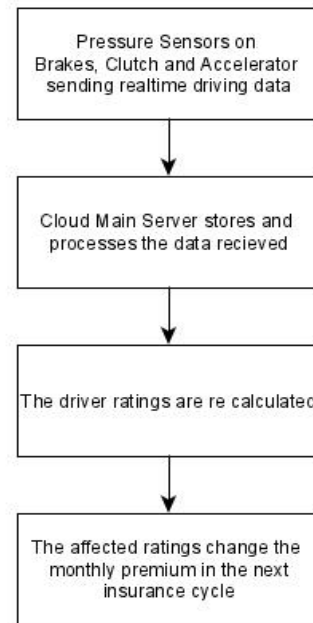 Pressure Sensors on
Brakes, Clutch and Accelerator
sending realtime driving data
Cloud Main Server stores and
processes the data recieved
The driver ratings are re calculated
The affected ratings change the
monthly premium in the next
insurance cycle